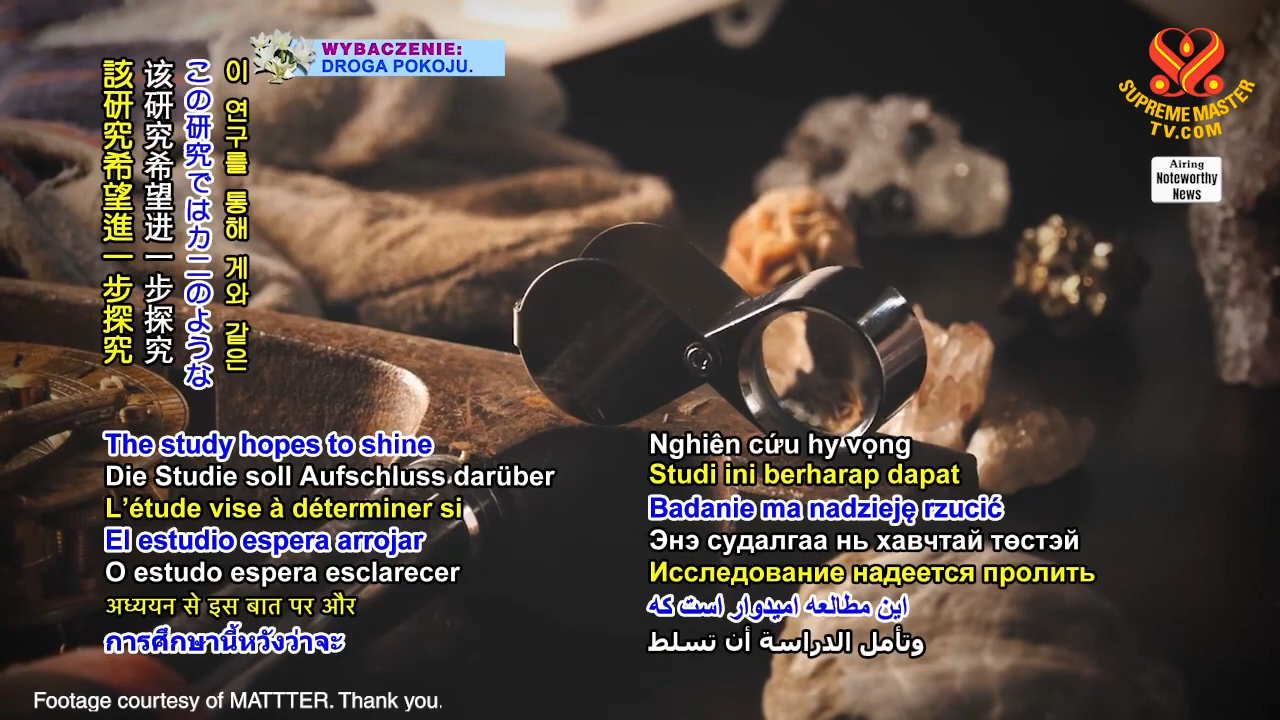 WYBACZENIE:
DROGA POKOJU.
SUPREME MASTER
TV.COM
Airing
Noteworthy
News
이 연구를 통해 게와 같은
この研究ではカニのような
该研究希望进一步探究
該研究希望進一步探究
The study hopes to shine
Die Studie soll Aufschluss darüber
L’étude vise à déterminer si
El estudio espera arrojar
O estudo espera esclarecer
अध्ययन से इस बात पर और
การศึกษานี้หวังว่าจะ
Nghiên cứu hy vọng
Studi ini berharap dapat
Badanie ma nadzieję rzucić
Энэ судалгаа нь хавчтай төстэй
Исследование надеется пролить
این مطالعه امیدوار است که
وتأمل الدراسة أن تسلط
Footage courtesy of MATTTER. Thank you.